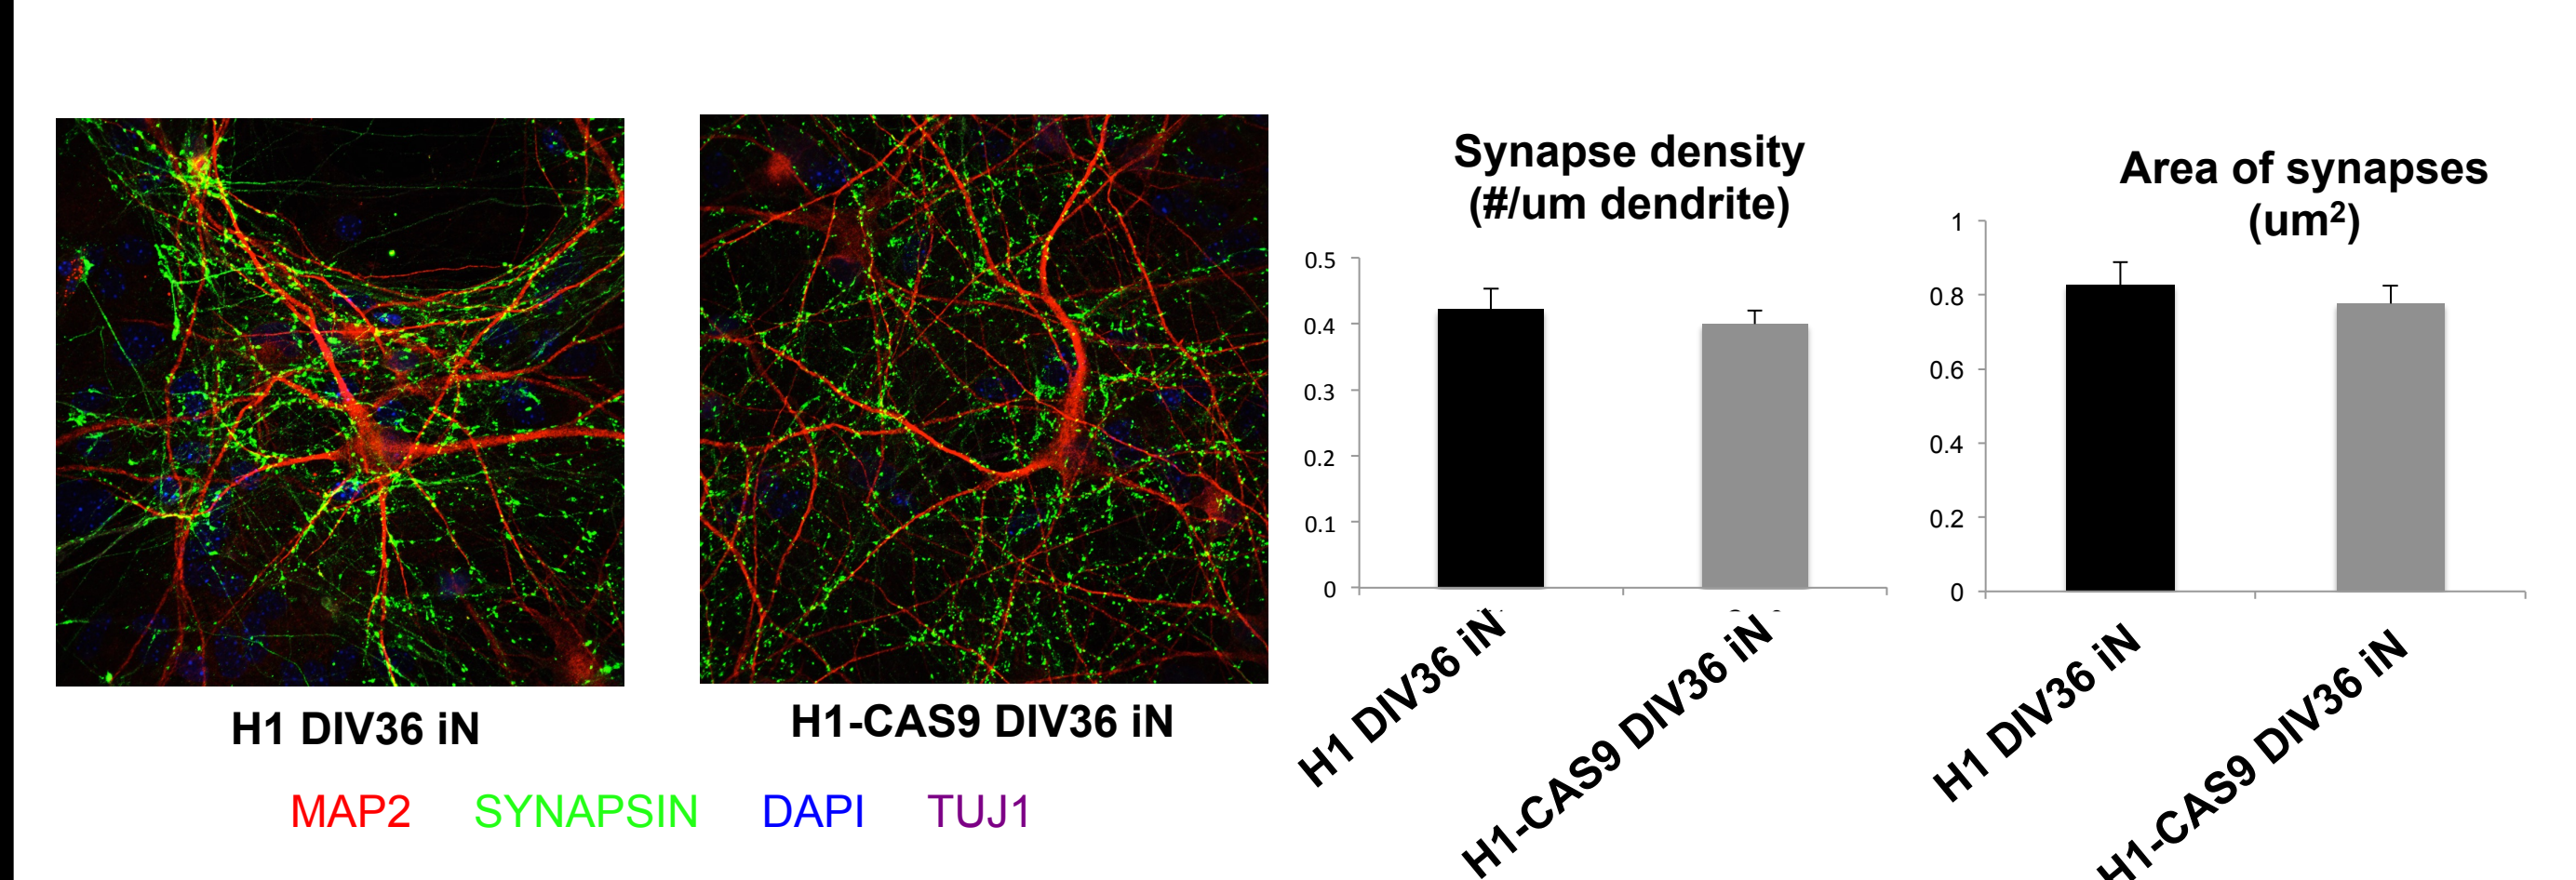 H1 DIV36 iN
H1-CAS9 DIV36 iN
MAP2 SYNAPSIN DAPI TUJ1
Synapse density
(#/um dendrite)
0.5
0.4
0.3
0.2
0.1
0
H1 DIV36 iN
H1-CAS9 DIV36 iN
Area of synapses
(um²)
1
0.8
0.6
0.4
0.2
0
H1 DIV36 iN
H1-CAS9 DIV36 iN